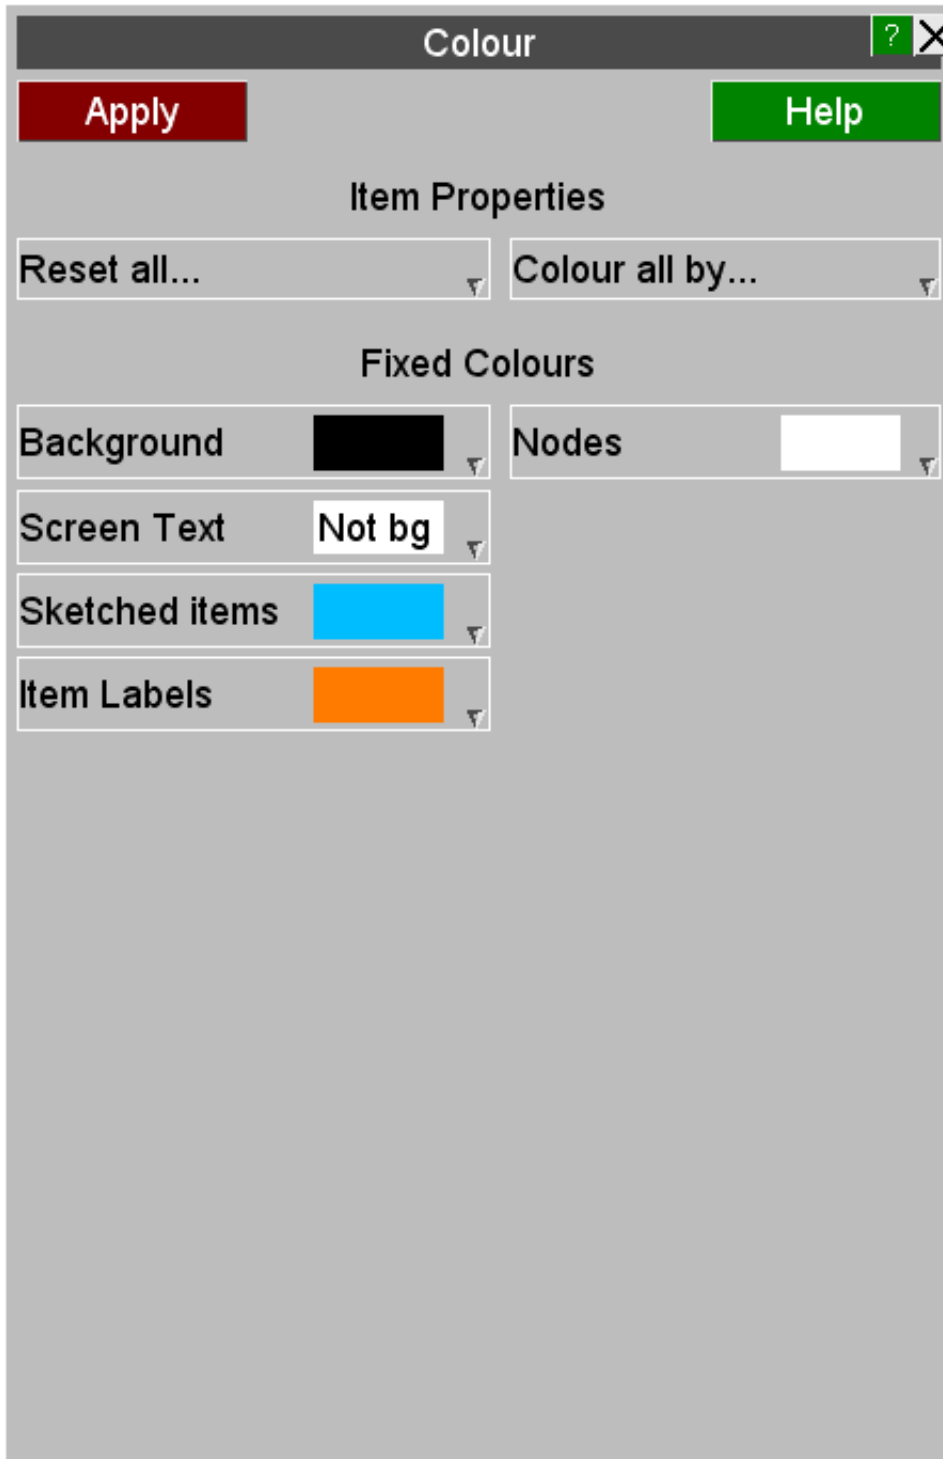 Colour ?
Apply Help
Item Properties
Reset all... Colour all by...
Fixed Colours
Background Nodes
Screen Text Not bg
Sketched items
Item Labels